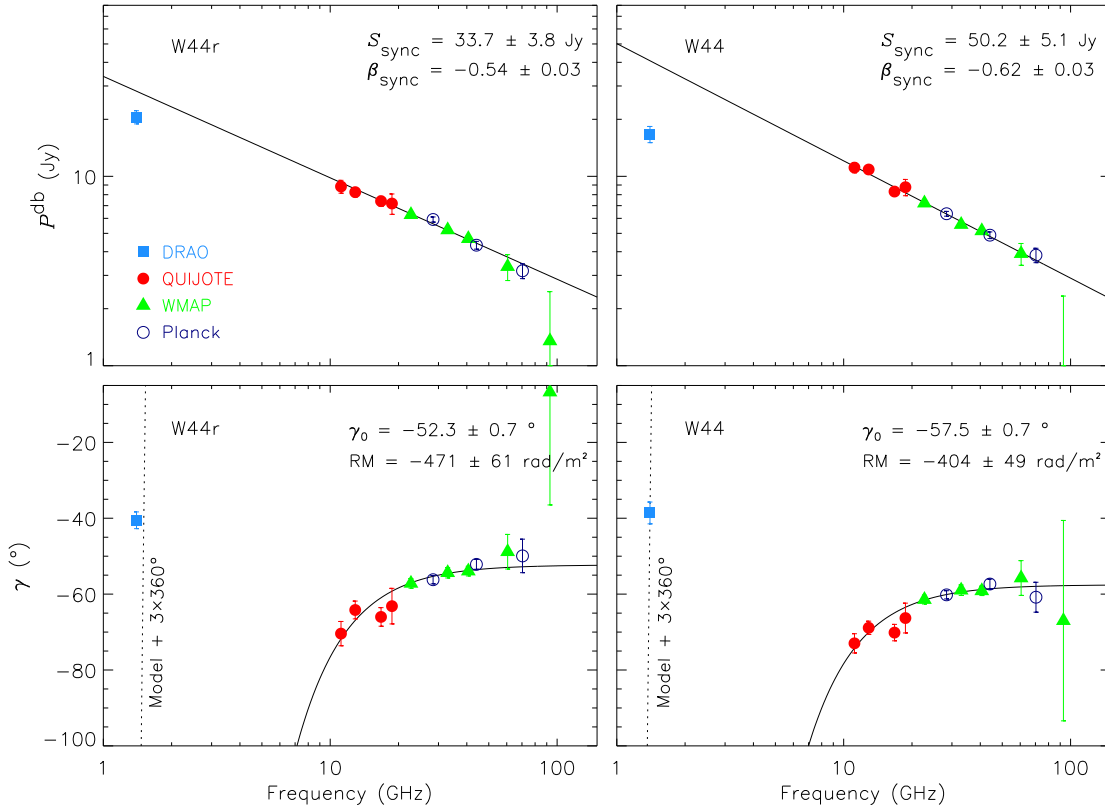 W44r
S_sync = 33.7 ± 3.8 Jy
β_sync = −0.54 ± 0.03
W44
S_sync = 50.2 ± 5.1 Jy
β_sync = −0.62 ± 0.03
P^db (Jy)
10
1
DRAO
QUIJOTE
WMAP
Planck
W44r
γ₀ = −52.3 ± 0.7 °
RM = −471 ± 61 rad/m²
W44
γ₀ = −57.5 ± 0.7 °
RM = −404 ± 49 rad/m²
γ (°)
−20
−40
−60
−80
−100
Model + 3×360°
Model + 3×360°
1 10 100
1 10 100
Frequency (GHz)
Frequency (GHz)